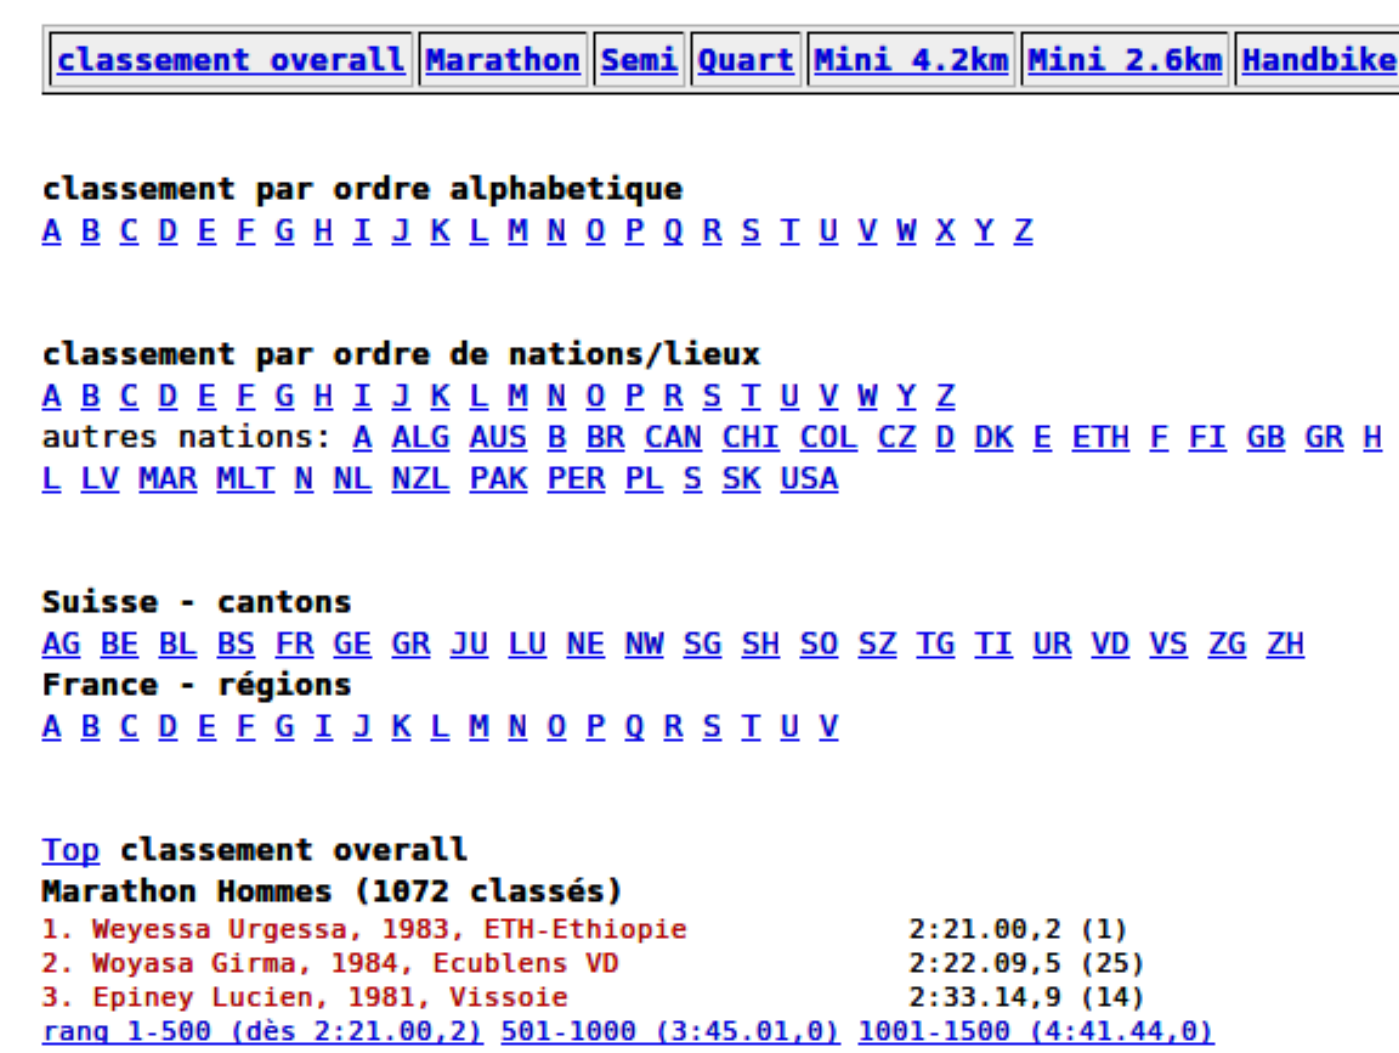 classement overall Marathon Semi Quart Mini 4.2km Mini 2.6km Handbike
classement par ordre alphabetique
A B C D E F G H I J K L M N O P Q R S T U V W X Y Z
classement par ordre de nations/lieux
A B C D E F G H I J K L M N O P R S T U V W Y Z
autres nations: A ALG AUS B BR CAN CHI COL CZ D DK E ETH F FI GB GR H
L LV MAR MLT N NL NZL PAK PER PL S SK USA
Suisse - cantons
AG BE BL BS FR GE GR JU LU NE NW SG SH SO SZ TG TI UR VD VS ZG ZH
France - régions
A B C D E F G I J K L M N O P Q R S T U V
Top classement overall
Marathon Hommes (1072 classés)
1. Weyessa Urgessa, 1983, ETH-Ethiopie 2:21.00,2 (1)
2. Woyasa Girma, 1984, Ecublens VD 2:22.09,5 (25)
3. Epiney Lucien, 1981, Vissoie 2:33.14,9 (14)
rang 1-500 (dès 2:21.00,2) 501-1000 (3:45.01,0) 1001-1500 (4:41.44,0)